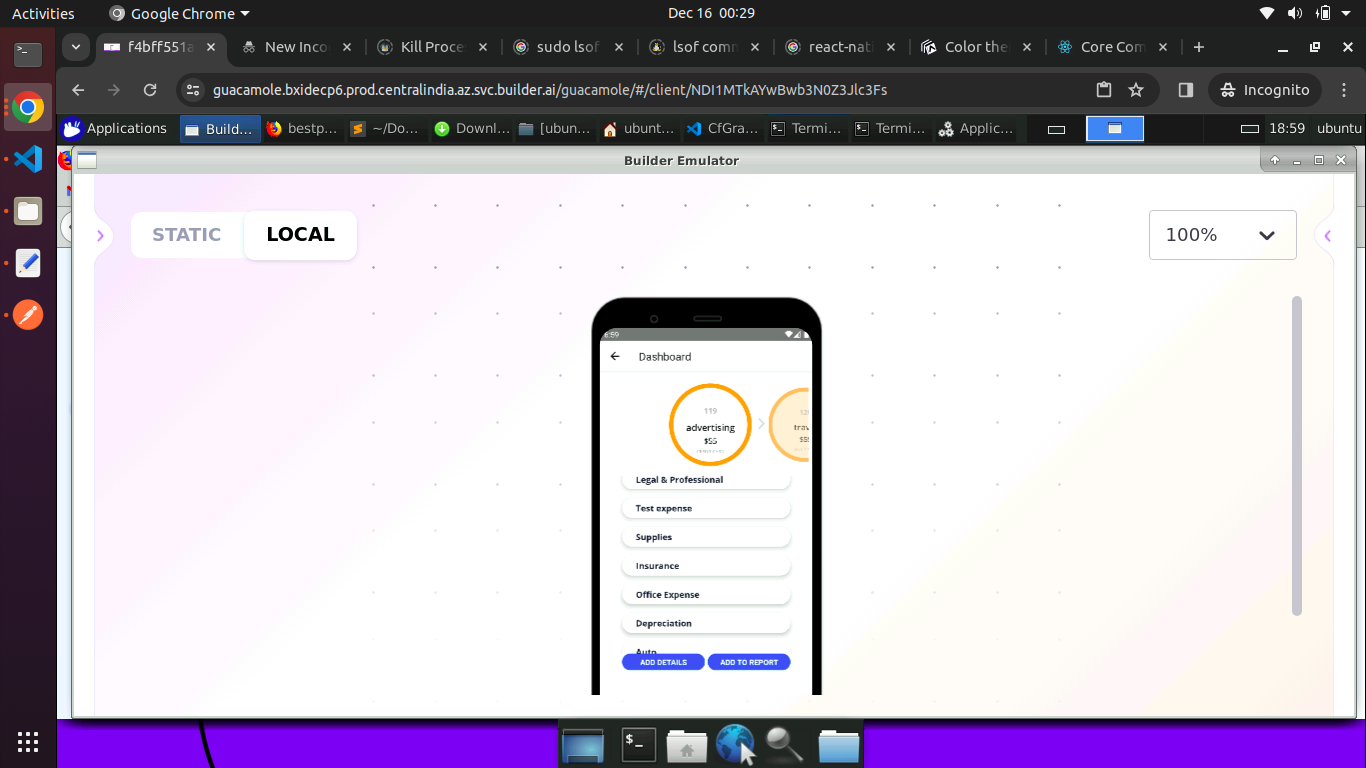 Activities
Google Chrome
Dec 16 00:29
f4bff551a
New Inco
Kill Proce
sudo lsof
lsof comm
react-nati
Color the
Core Com
guacamole.bxidecp6.prod.centralindia.az.svc.builder.ai/guacamole/#/client/NDI1MTkAYwBwb3N0Z3Jlc3Fs
Incognito
Applications
Build...
bestp...
~/Do...
Downl...
[ubun...
ubunt...
CfGra...
Termi...
Termi...
Applic...
18:59
ubuntu
Builder Emulator
STATIC
LOCAL
100%
6:59
Dashboard
119
advertising
$55
trav
Legal & Professional
Test expense
Supplies
Insurance
Office Expense
Depreciation
Auto
ADD DETAILS
ADD TO REPORT